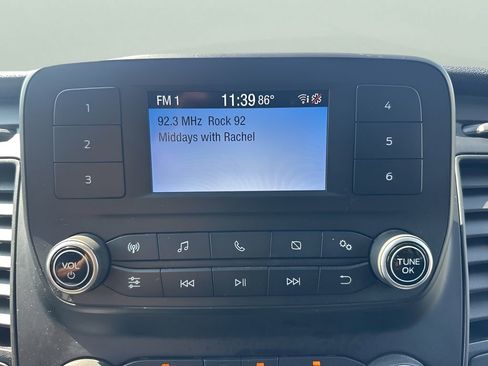 FM 1 11:39 86°
92.3 MHz Rock 92
Middays with Rachel
1
2
3
4
5
6
VOL
TUNE
OK